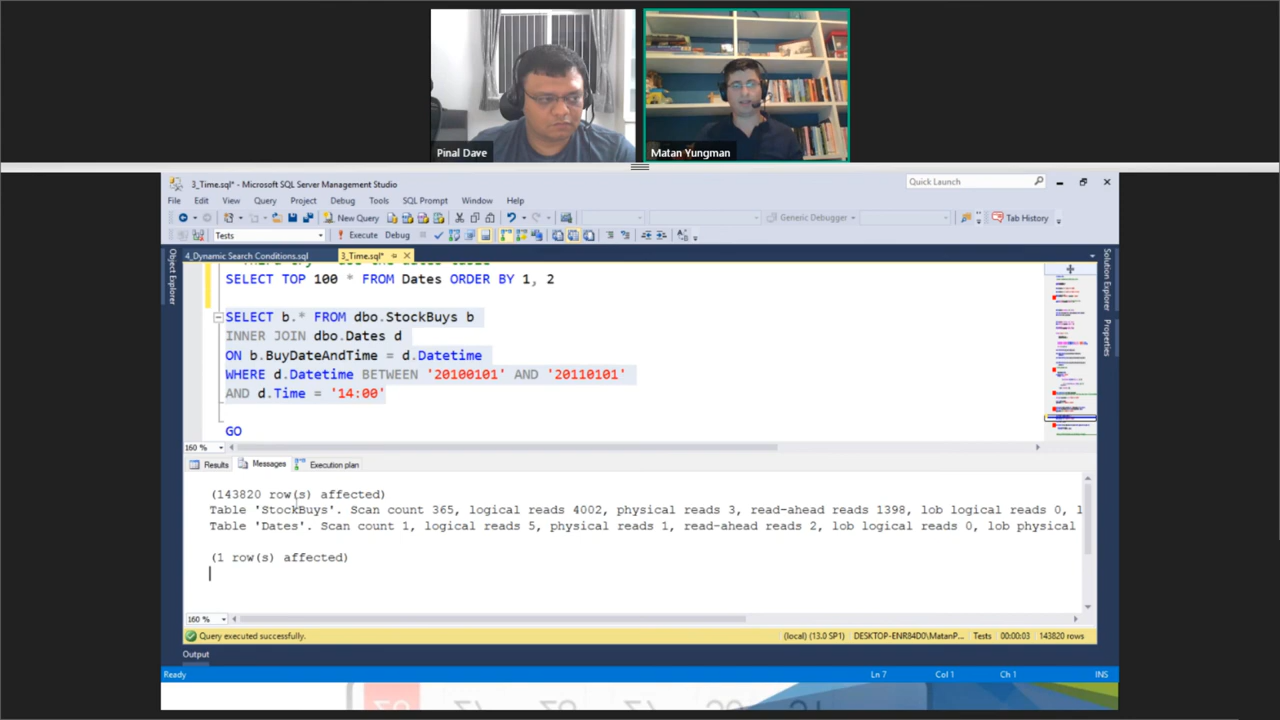 Pinal Dave
Matan Yungman
3_Time.sql* - Microsoft SQL Server Management Studio
Quick Launch
File Edit View Query Project Debug Tools SQL Prompt Window Help
New Query
Generic Debugger
Tab History
Tests
Execute Debug
4_Dynamic Search Conditions.sql
3_Time.sql*
Object Explorer
Solution Explorer
Properties
SELECT TOP 100 * FROM Dates ORDER BY 1, 2
SELECT b.* FROM dbo.StockBuys b
INNER JOIN dbo.Dates d
ON b.BuyDateAndTime = d.Datetime
WHERE d.Datetime BETWEEN '20100101' AND '20110101'
AND d.Time = '14:00'
GO
160 %
Results Messages Execution plan
(143820 row(s) affected)
Table 'StockBuys'. Scan count 365, logical reads 4002, physical reads 3, read-ahead reads 1398, lob logical reads 0, l
Table 'Dates'. Scan count 1, logical reads 5, physical reads 1, read-ahead reads 2, lob logical reads 0, lob physical
(1 row(s) affected)
160 %
Query executed successfully.
(local) (13.0 SP1) DESKTOP-ENR84D0\MatanP... Tests 00:00:03 143820 rows
Output
Ready
Ln 7 Col 1 Ch 1 INS